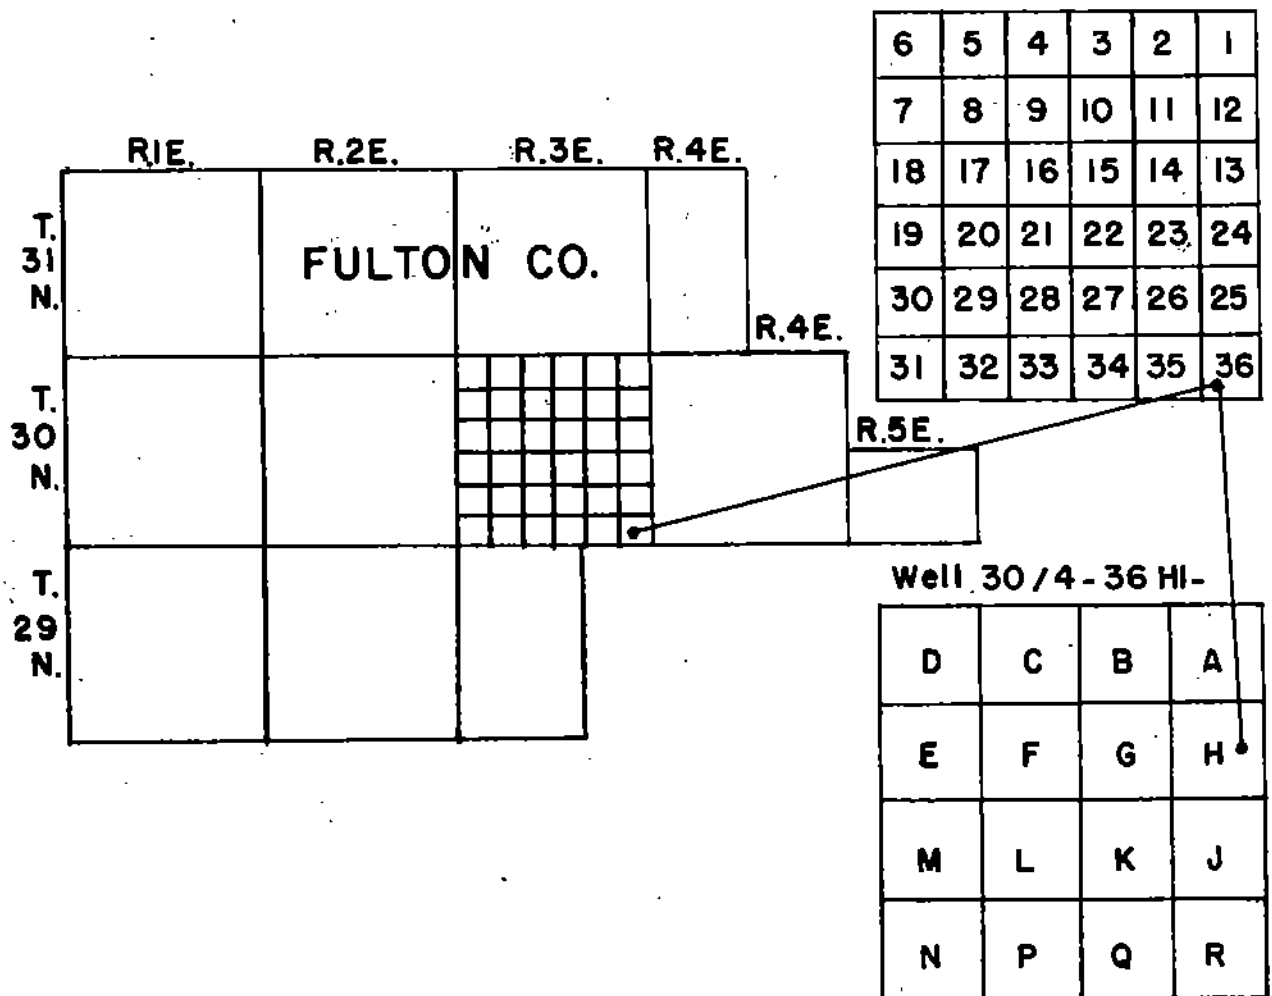 6 5 4 3 2 1
7 8 9 10 11 12
18 17 16 15 14 13
19 20 21 22 23 24
30 29 28 27 26 25
31 32 33 34 35 36
R.1E. R.2E. R.3E. R.4E.
T.
31
N.
FULTON CO.
R.4E.
T.
30
N.
R.5E.
T.
29
N.
Well 30/4-36 H1-
D C B A
E F G H
M L K J
N P Q R